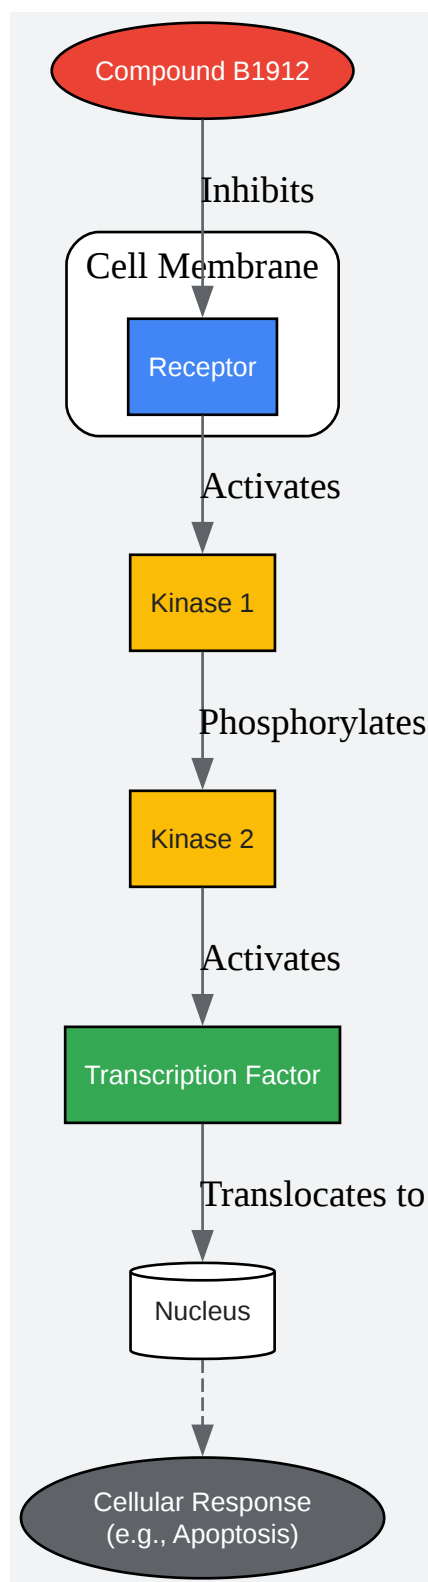 Compound B1912
Inhibits
Cell Membrane
Receptor
Activates
Kinase 1
Phosphorylates
Kinase 2
Activates
Transcription Factor
Translocates to
Nucleus
Cellular Response
(e.g., Apoptosis)